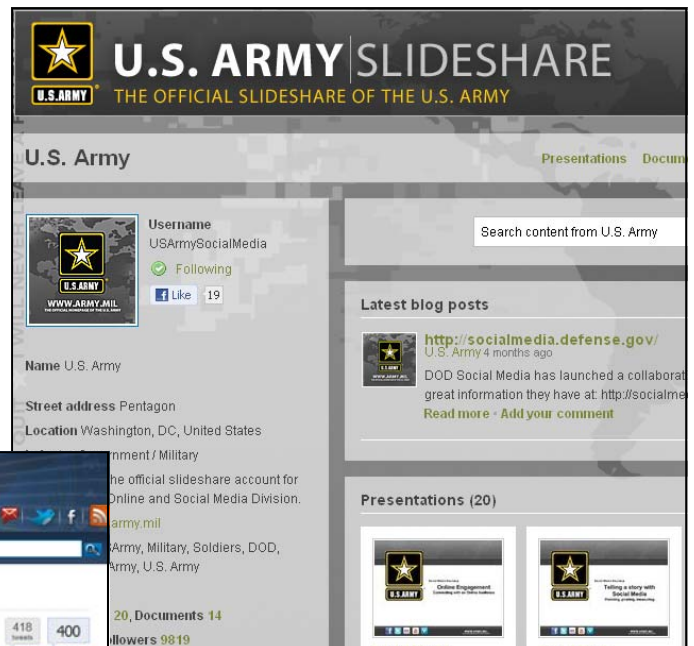 U.S. ARMY
U.S. ARMY SLIDESHARE
THE OFFICIAL SLIDESHARE OF THE U.S. ARMY
U.S. Army
Presentations Docum
Username
USArmySocialMedia
Following
Like 19
U.S.ARMY
WWW.ARMY.MIL
Name U.S. Army
Street address Pentagon
Location Washington, DC, United States
rnment / Military
he official slideshare account for
Online and Social Media Division.
army.mil
Army, Military, Soldiers, DOD,
Army, U.S. Army
20, Documents 14
llowers 9819
418
tweets
400
Search content from U.S. Army
Latest blog posts
http://socialmedia.defense.gov/
U.S. Army 4 months ago
DOD Social Media has launched a collaborat
great information they have at: http://socialme
Read more · Add your comment
Presentations (20)
U.S.ARMY
Online Engagement
U.S.ARMY
Telling a story with
Social Media